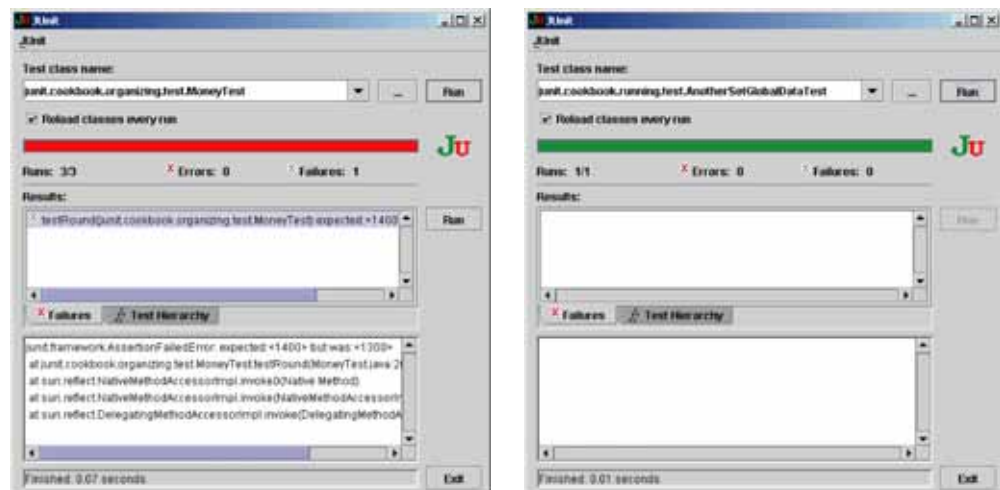 JUnit
JUnit
Test class name:
junit.cookbook.organizing.test.MoneyTest
...
Run
Reload classes every run
JU
Runs: 3/3
X Errors: 0
X Failures: 1
Results:
X testRound(junit.cookbook.organizing.test.MoneyTest):expected:<1400
Run
X Failures
Test Hierarchy
junit.framework.AssertionFailedError: expected:<1400> but was:<1300>
at junit.cookbook.organizing.test.MoneyTest.testRound(MoneyTest.java:2
at sun.reflect.NativeMethodAccessorImpl.invoke0(Native Method)
at sun.reflect.NativeMethodAccessorImpl.invoke(NativeMethodAccessorIm
at sun.reflect.DelegatingMethodAccessorImpl.invoke(DelegatingMethodA
Finished: 0.07 seconds
Exit
JUnit
JUnit
Test class name:
junit.cookbook.running.test.AnotherSetGlobalDataTest
...
Run
Reload classes every run
JU
Runs: 1/1
X Errors: 0
X Failures: 0
Results:
Run
X Failures
Test Hierarchy
Finished: 0.01 seconds
Exit